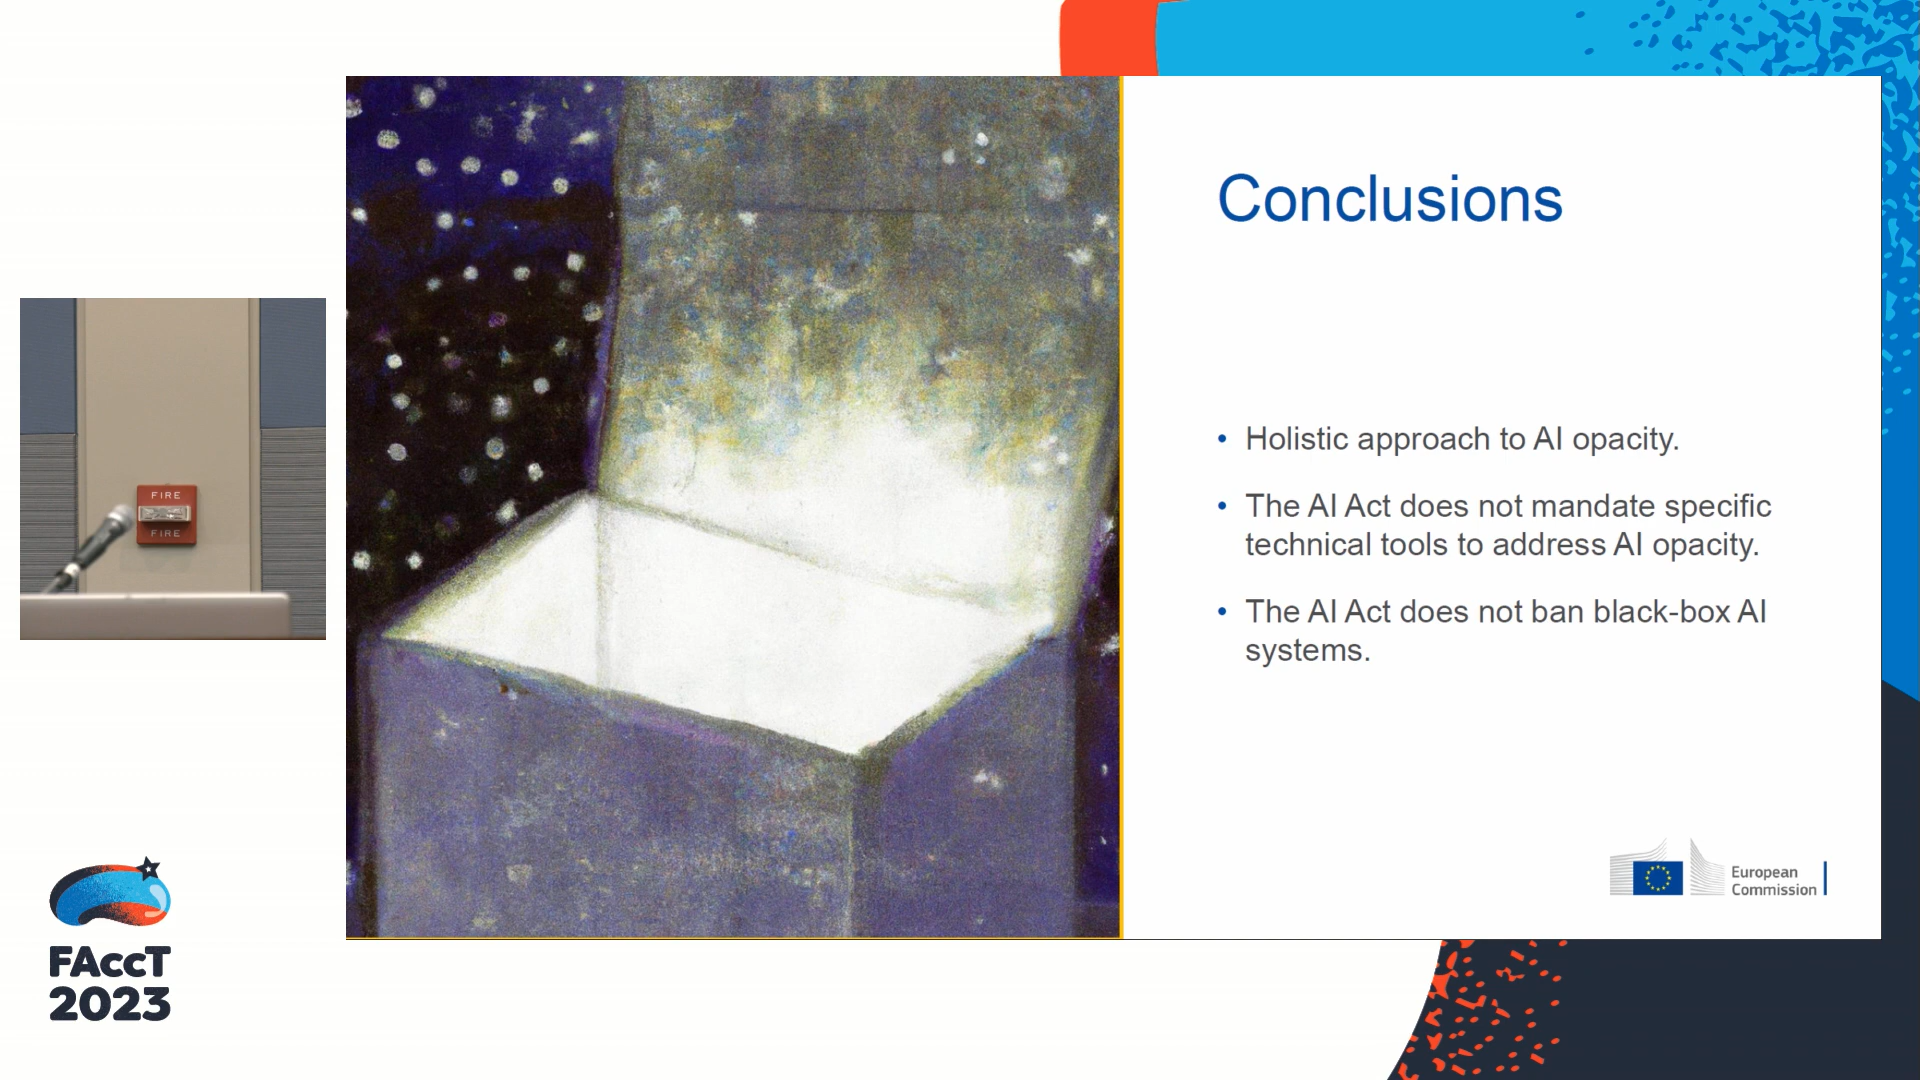 Conclusions
• Holistic approach to AI opacity.
• The AI Act does not mandate specific
technical tools to address AI opacity.
• The AI Act does not ban black-box AI
systems.
European
Commission
FIRE
FIRE
FAccT
2023